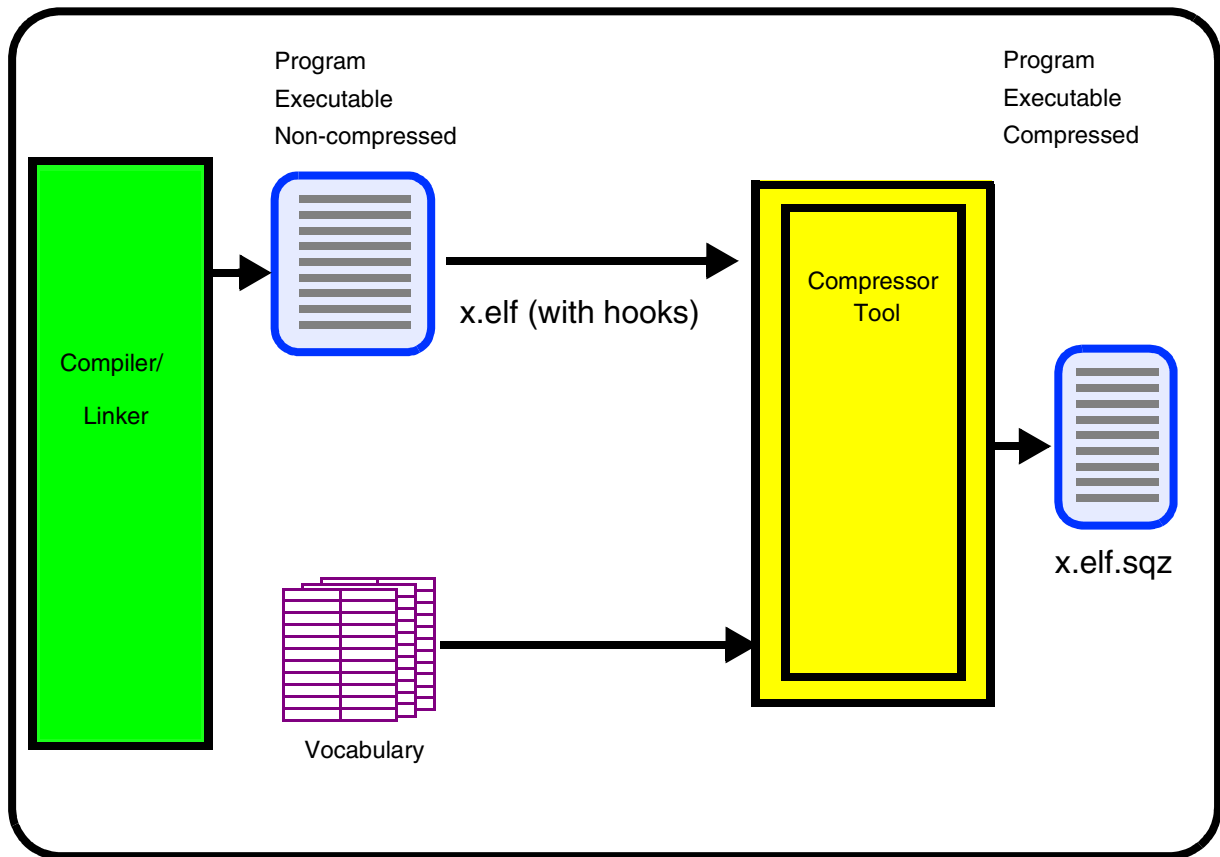 Program
Executable
Non-compressed
Program
Executable
Compressed
Compiler/
Linker
x.elf (with hooks)
Compressor
Tool
x.elf.sqz
Vocabulary